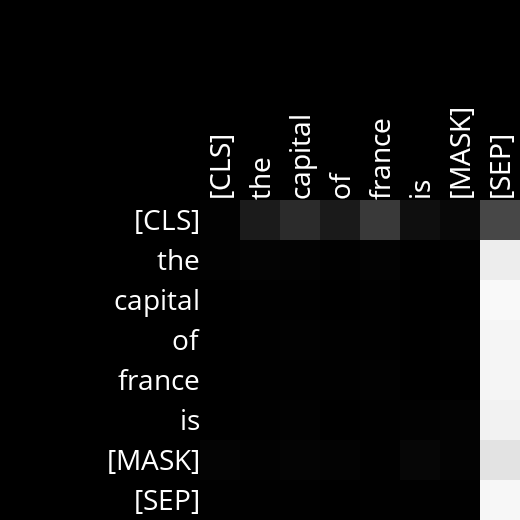 [CLS] the capital of france is [MASK] [SEP]
[CLS]
the
capital
of
france
is
[MASK]
[SEP]